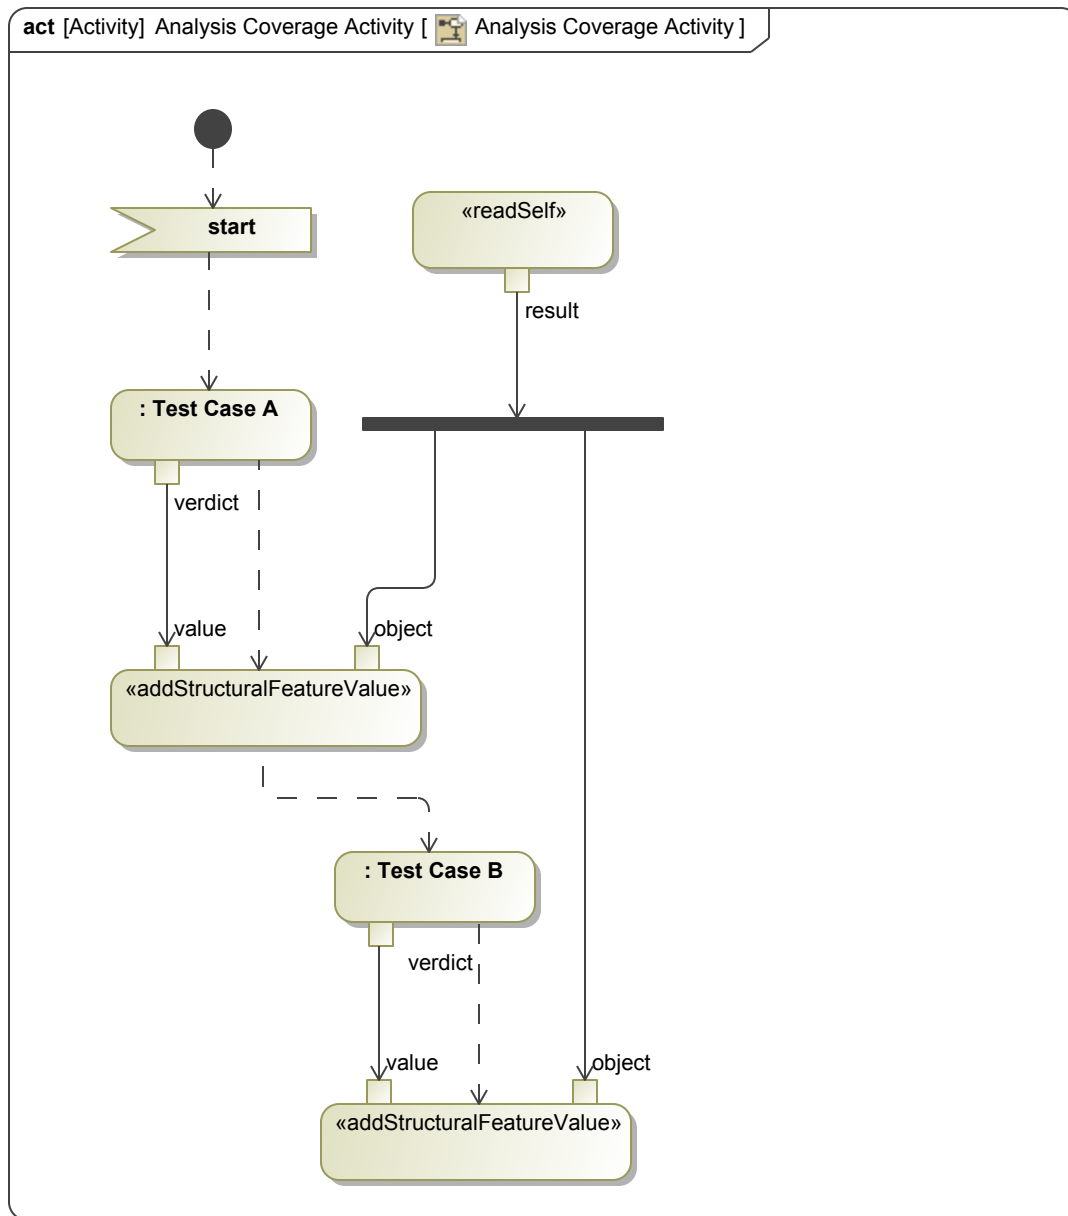 act [Activity] Analysis Coverage Activity [ Analysis Coverage Activity ]
start
«readSelf»
result
: Test Case A
verdict
value
object
«addStructuralFeatureValue»
: Test Case B
verdict
value
object
«addStructuralFeatureValue»